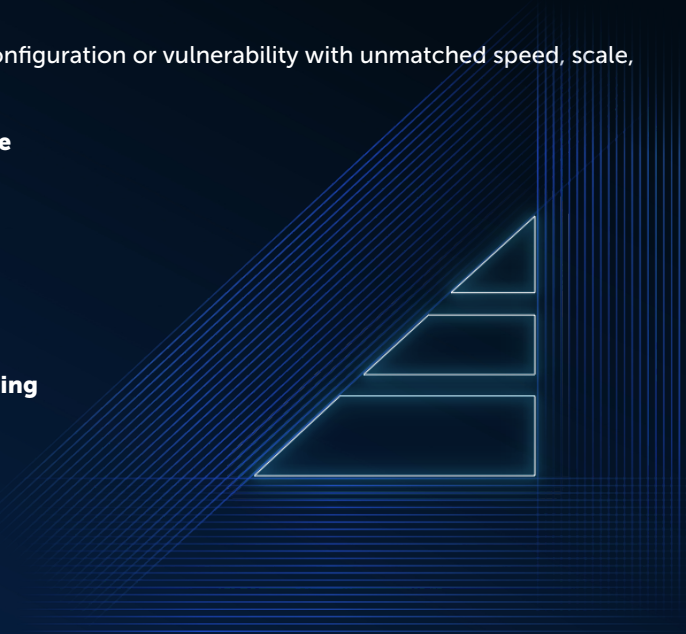 onfiguration or vulnerability with unmatched speed, scale,
e
ing